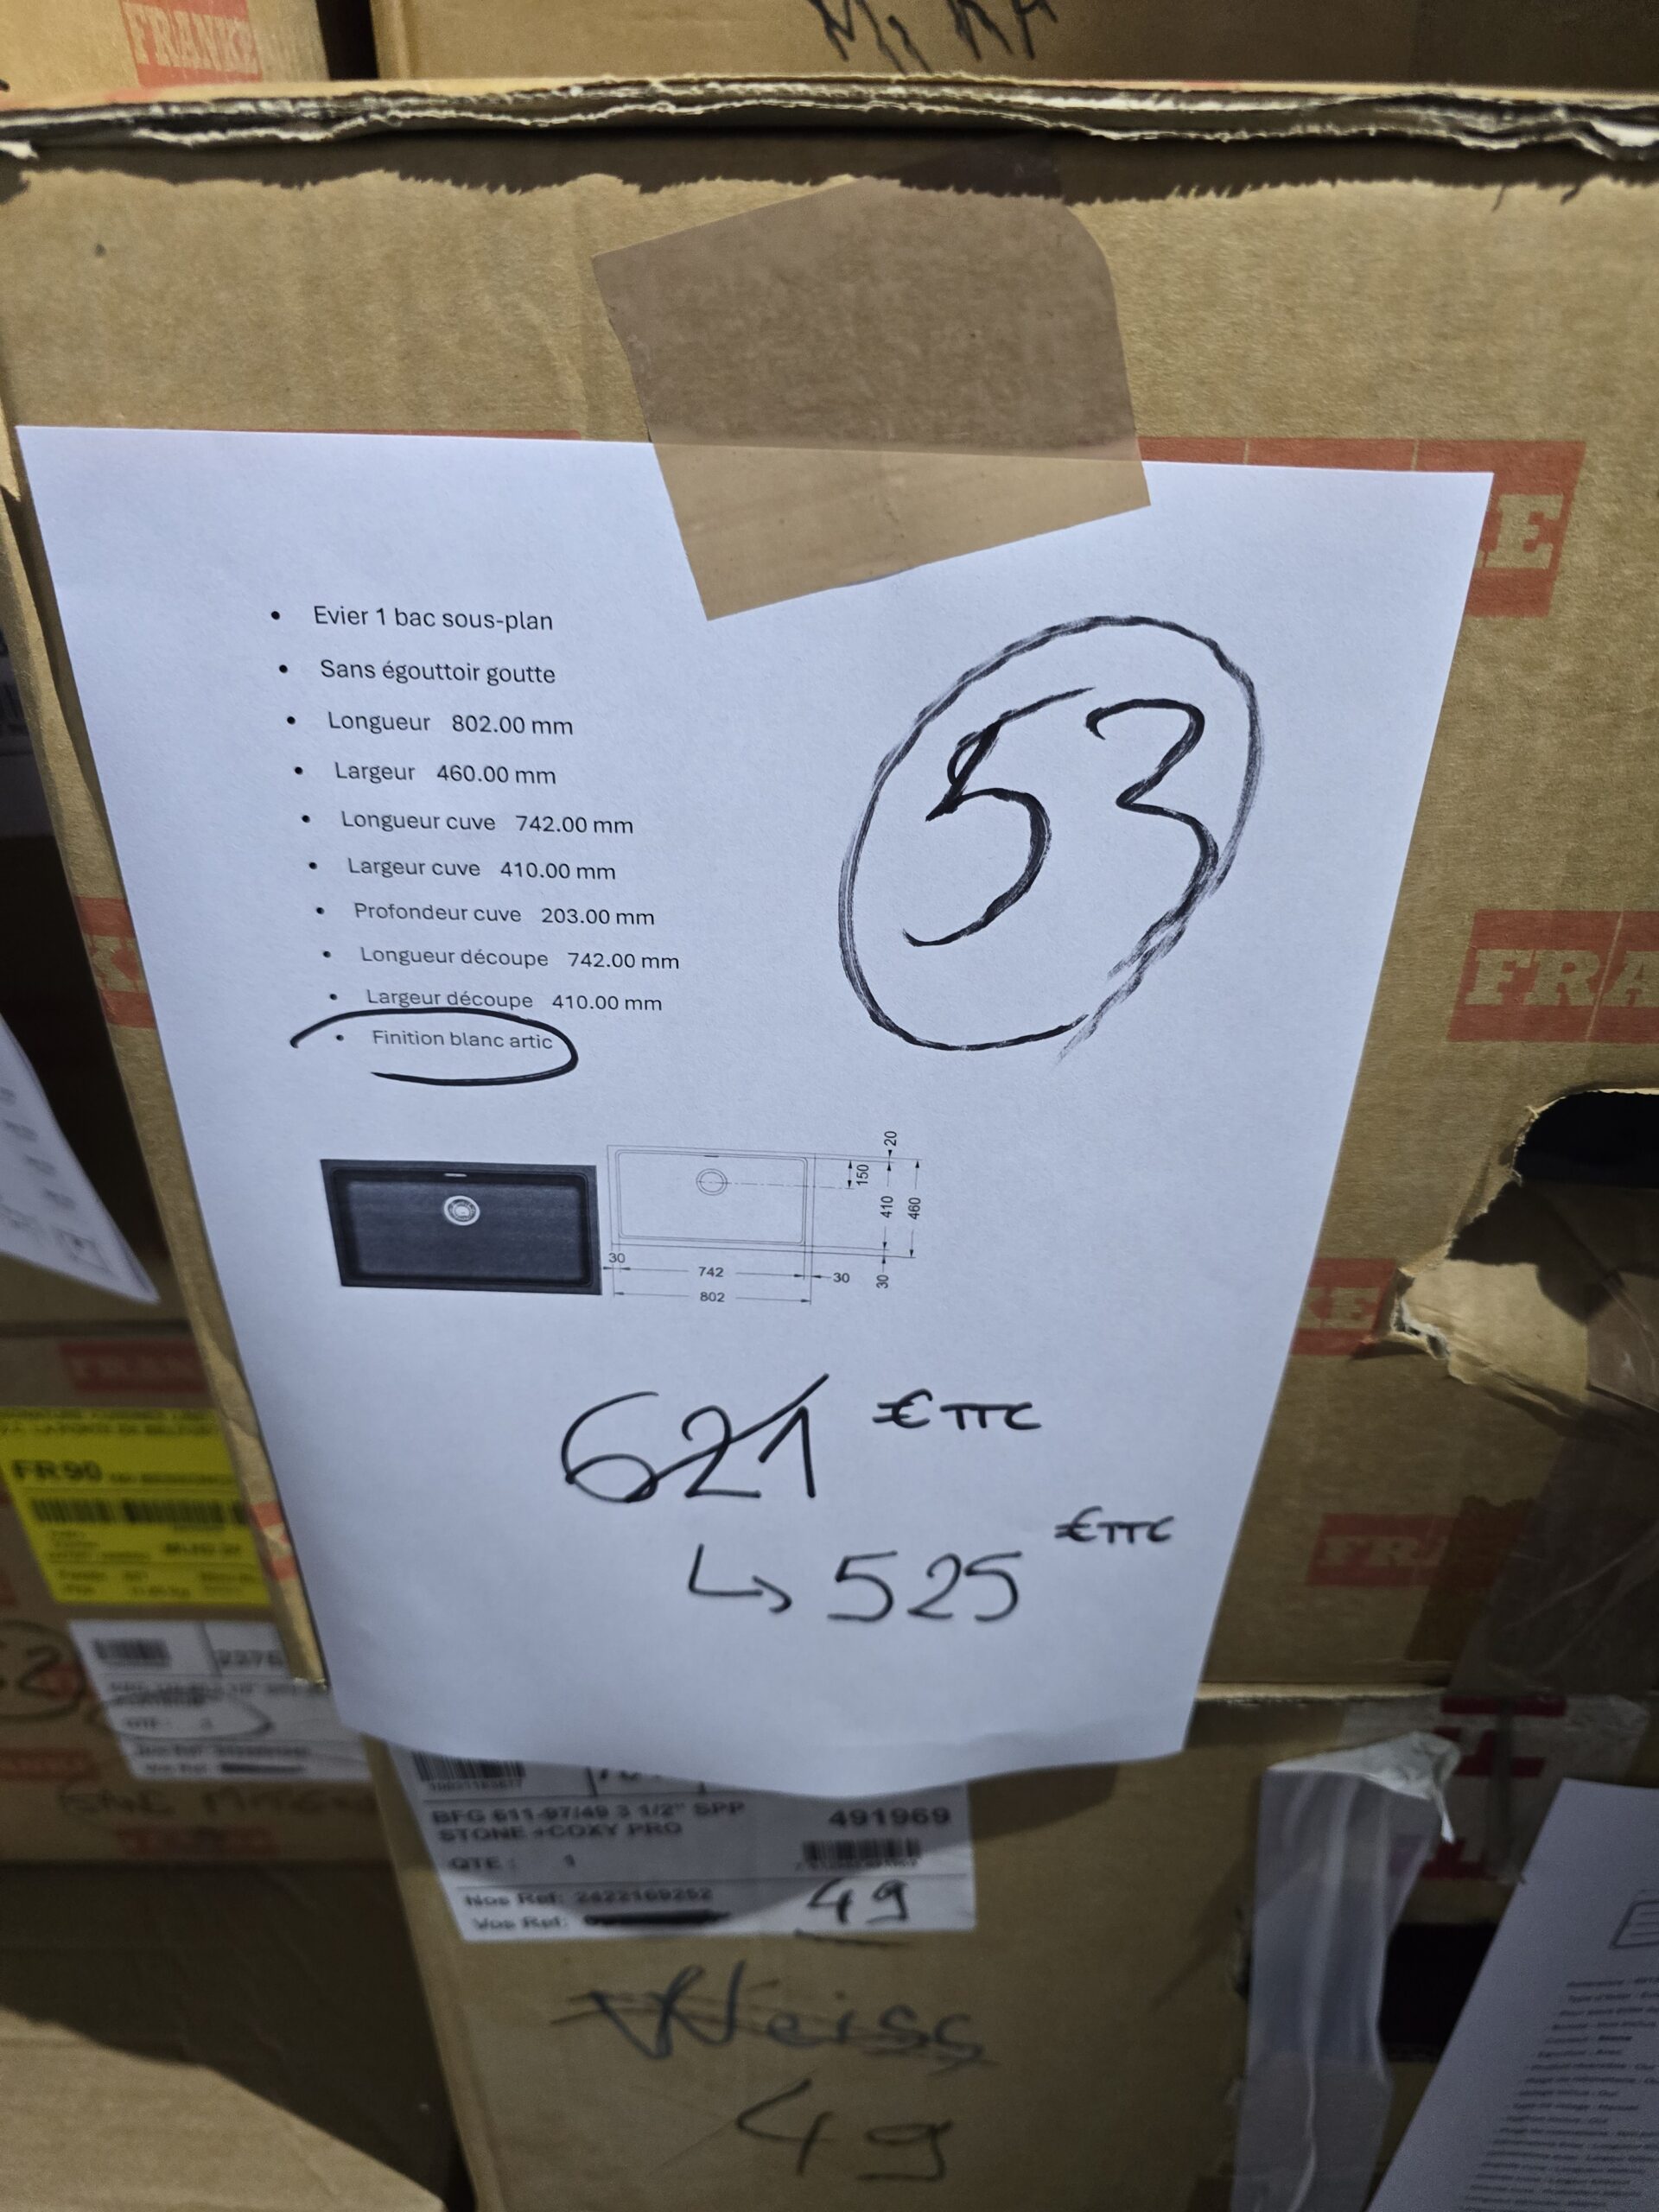 FRANKE
• Evier 1 bac sous-plan
• Sans égouttoir goutte
• Longueur 802.00 mm
• Largeur 460.00 mm
• Longueur cuve 742.00 mm
• Largeur cuve 410.00 mm
• Profondeur cuve 203.00 mm
• Longueur découpe 742.00 mm
• Largeur découpe 410.00 mm
• Finition blanc artic
53
20
150
410
460
30
742
30
30
802
621 € TTC
↳ 525 € TTC
FR90
BFG 611-97/49 3 1/2" SPP
STONE +COXY PRO
491969
QTE : 1
Nos Ref: 2422169252
Vos Ref:
49
Weiss
49